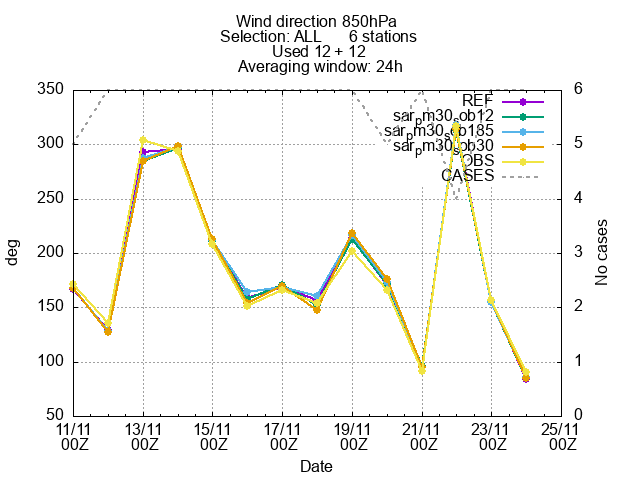 Wind direction 850hPa
Selection: ALL 6 stations
Used 12 + 12
Averaging window: 24h
350
300
250
200
150
100
50
deg
6
5
4
3
2
1
0
No cases
REF
sarpm30sob12
sarpm30sob185
sarpm30sob30
OBS
CASES
11/11 13/11 15/11 17/11 19/11 21/11 23/11 25/11
00Z 00Z 00Z 00Z 00Z 00Z 00Z 00Z
Date